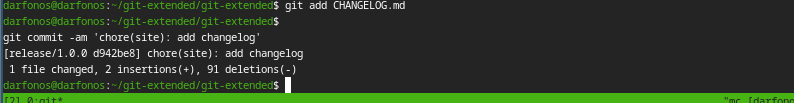 darfonos@darfonos:~/git-extended/git-extended$ git add CHANGELOG.md
darfonos@darfonos:~/git-extended/git-extended$
git commit -am 'chore(site): add changelog'
[release/1.0.0 d942be8] chore(site): add changelog
 1 file changed, 2 insertions(+), 91 deletions(-)
darfonos@darfonos:~/git-extended/git-extended$
[2] 0:git* "mc [darfono